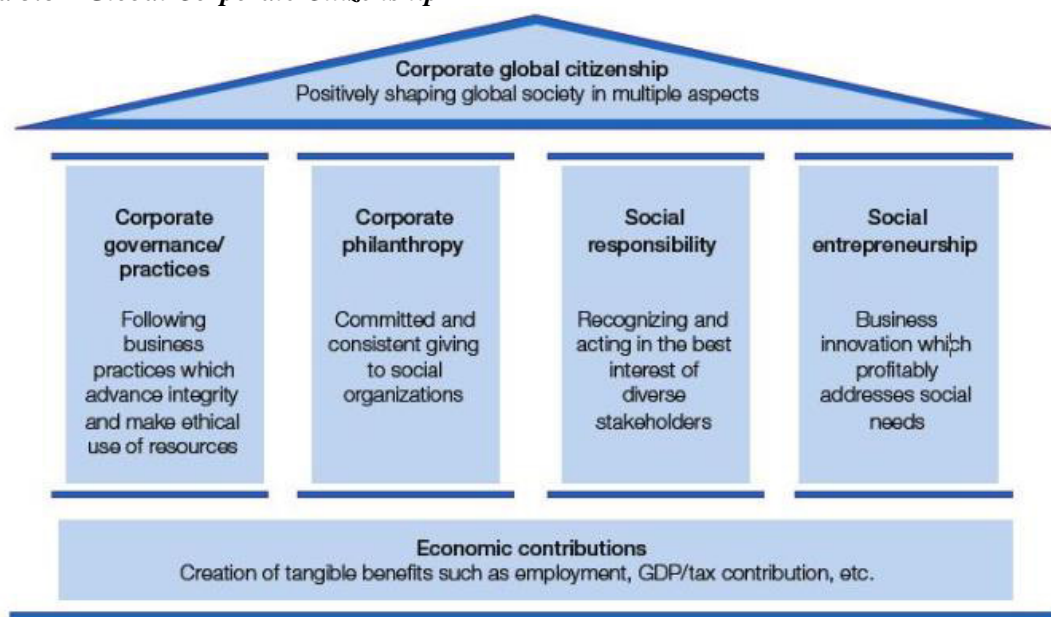 Global Corporate Citizenship
Corporate global citizenship
Positively shaping global society in multiple aspects
Corporate
governance/
practices
Following
business
practices which
advance integrity
and make ethical
use of resources
Corporate
philanthropy
Committed and
consistent giving
to social
organizations
Social
responsibility
Recognizing and
acting in the best
interest of
diverse
stakeholders
Social
entrepreneurship
Business
innovation which
profitably
addresses social
needs
Economic contributions
Creation of tangible benefits such as employment, GDP/tax contribution, etc.